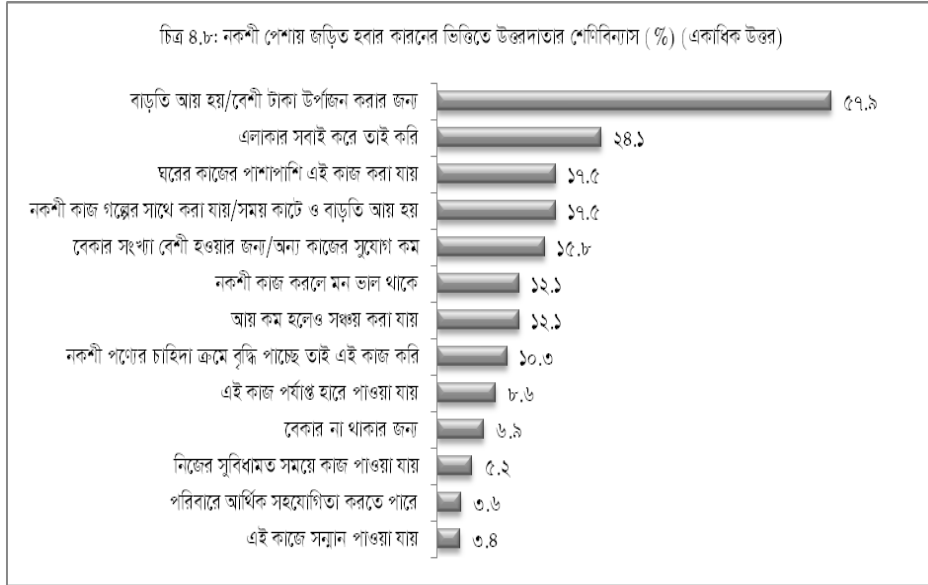 চিত্র ৪.৮: নকশী পেশায় জড়িত হবার কারনের ভিত্তিতে উত্তরদাতার শেণিবিন্যাস (%) (একাধিক উত্তর)
বাড়তি আয় হয়/বেশী টাকা উর্পাজন করার জন্য ৫৭.৯
এলাকার সবাই করে তাই করি ২৪.১
ঘরের কাজের পাশাপাশি এই কাজ করা যায় ১৭.৫
নকশী কাজ গল্পের সাথে করা যায়/সময় কাটে ও বাড়তি আয় হয় ১৭.৫
বেকার সংখ্যা বেশী হওয়ার জন্য/অন্য কাজের সুযোগ কম ১৫.৮
নকশী কাজ করলে মন ভাল থাকে ১২.১
আয় কম হলেও সঞ্চয় করা যায় ১২.১
নকশী পণ্যের চাহিদা ক্রমে বৃদ্ধি পাচ্ছে তাই এই কাজ করি ১০.৩
এই কাজ পর্যাপ্ত হারে পাওয়া যায় ৮.৬
বেকার না থাকার জন্য ৬.৯
নিজের সুবিধামত সময়ে কাজ পাওয়া যায় ৫.২
পরিবারে আর্থিক সহযোগিতা করতে পারে ৩.৬
এই কাজে সন্মান পাওয়া যায় ৩.৪